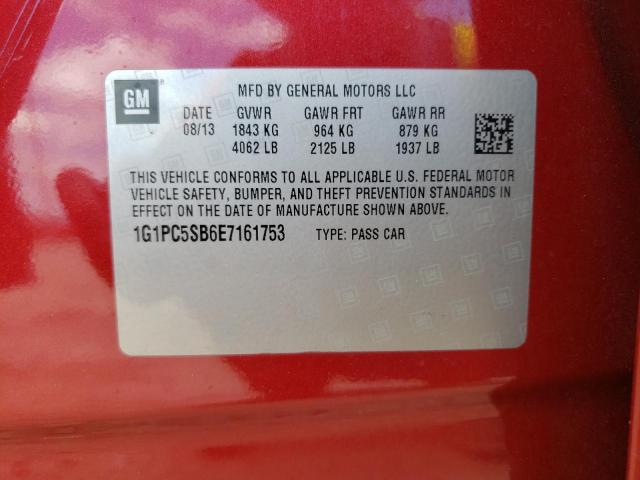 GM
MFD BY GENERAL MOTORS LLC
DATE GVWR GAWR FRT GAWR RR
08/13 1843 KG 964 KG 879 KG
4062 LB 2125 LB 1937 LB
THIS VEHICLE CONFORMS TO ALL APPLICABLE U.S. FEDERAL MOTOR
VEHICLE SAFETY, BUMPER, AND THEFT PREVENTION STANDARDS IN
EFFECT ON THE DATE OF MANUFACTURE SHOWN ABOVE.
1G1PC5SB6E7161753 TYPE: PASS CAR